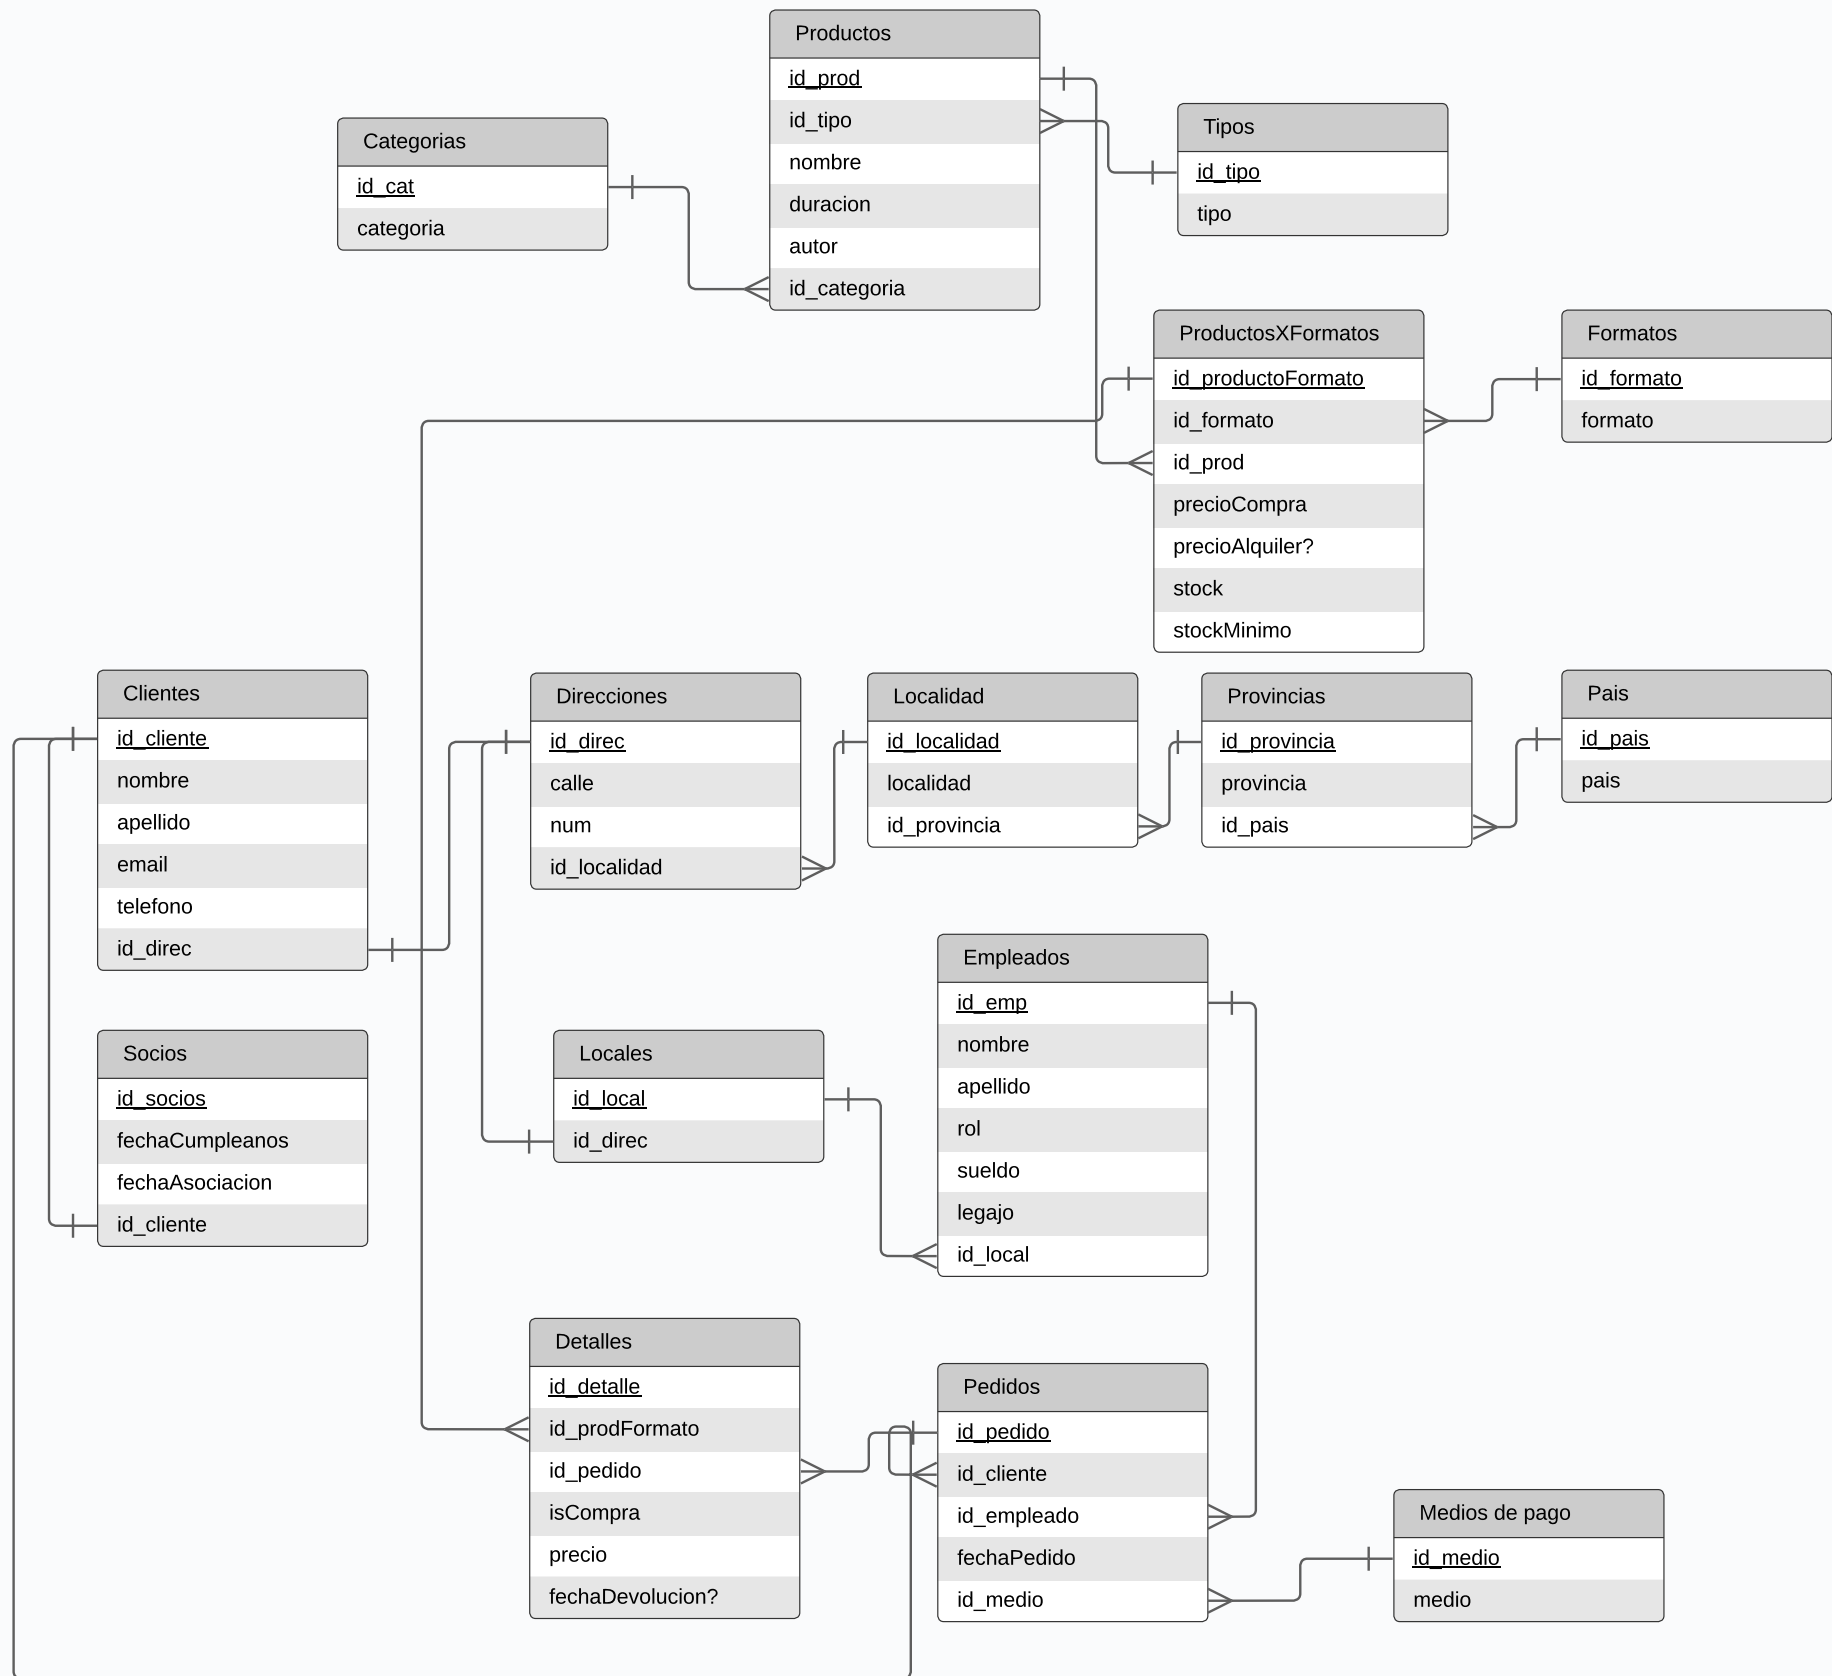 Productos
id_prod
id_tipo
nombre
duracion
autor
id_categoria
Categorias
id_cat
categoria
Tipos
id_tipo
tipo
ProductosXFormatos
id_productoFormato
id_formato
id_prod
precioCompra
precioAlquiler?
stock
stockMinimo
Formatos
id_formato
formato
Clientes
id_cliente
nombre
apellido
email
telefono
id_direc
Direcciones
id_direc
calle
num
id_localidad
Localidad
id_localidad
localidad
id_provincia
Provincias
id_provincia
provincia
id_pais
Pais
id_pais
pais
Socios
id_socios
fechaCumpleanos
fechaAsociacion
id_cliente
Locales
id_local
id_direc
Empleados
id_emp
nombre
apellido
rol
sueldo
legajo
id_local
Detalles
id_detalle
id_prodFormato
id_pedido
isCompra
precio
fechaDevolucion?
Pedidos
id_pedido
id_cliente
id_empleado
fechaPedido
id_medio
Medios de pago
id_medio
medio